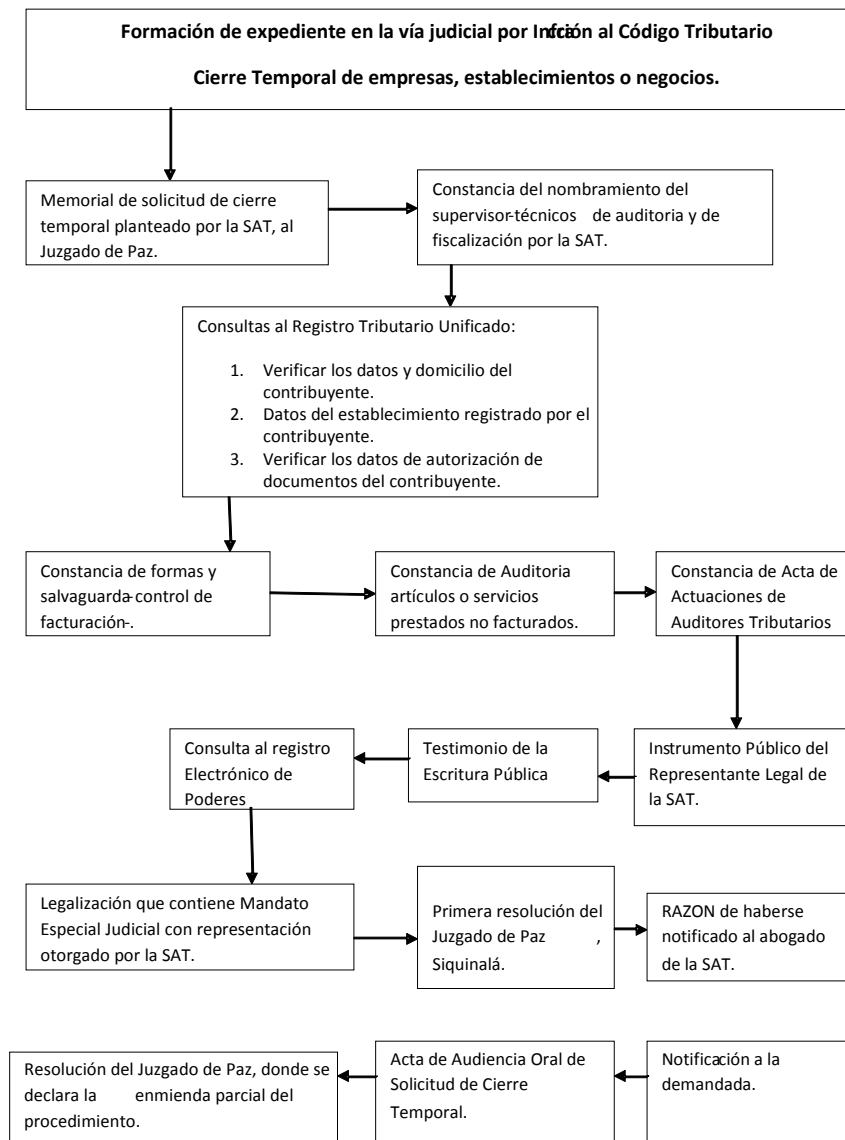 Formación de expediente en la vía judicial por Infracción al Código Tributario
Cierre Temporal de empresas, establecimientos o negocios.
Memorial de solicitud de cierre
temporal planteado por la SAT, al
Juzgado de Paz.
Constancia del nombramiento del
supervisor-técnicos de auditoria y de
fiscalización por la SAT.
Consultas al Registro Tributario Unificado:
1. Verificar los datos y domicilio del
contribuyente.
2. Datos del establecimiento registrado por el
contribuyente.
3. Verificar los datos de autorización de
documentos del contribuyente.
Constancia de formas y
salvaguarda-control de
facturación-.
Constancia de Auditoria
artículos o servicios
prestados no facturados.
Constancia de Acta de
Actuaciones de
Auditores Tributarios
Consulta al registro
Electrónico de
Poderes
Testimonio de la
Escritura Pública
Instrumento Público del
Representante Legal de
la SAT.
Legalización que contiene Mandato
Especial Judicial con representación
otorgado por la SAT.
Primera resolución del
Juzgado de Paz ,
Siquinalá.
RAZON de haberse
notificado al abogado
de la SAT.
Resolución del Juzgado de Paz, donde se
declara la enmienda parcial del
procedimiento.
Acta de Audiencia Oral de
Solicitud de Cierre
Temporal.
Notificación a la
demandada.